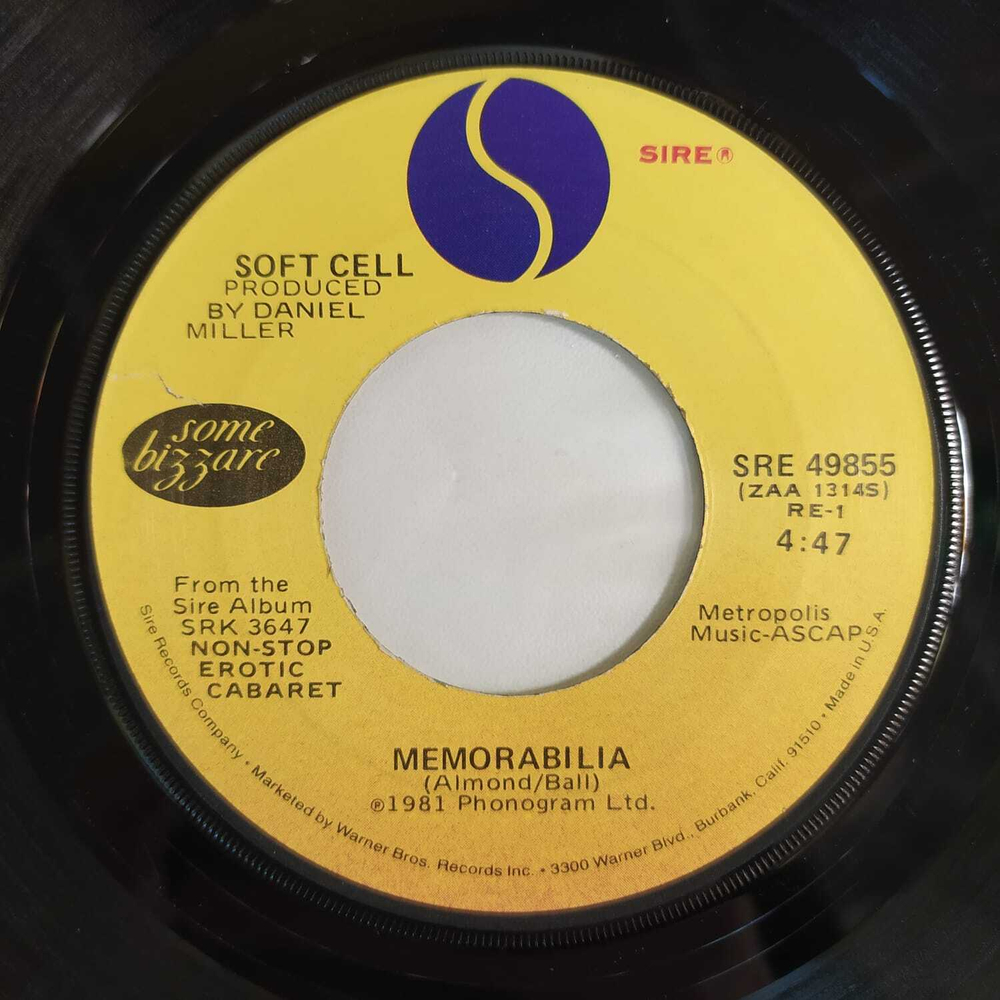 SIRE®
SOFT CELL
PRODUCED
BY DANIEL
MILLER
some
bizzare
SRE 49855
(ZAA 1314S)
RE-1
4:47
From the
Sire Album
SRK 3647
NON-STOP
EROTIC
CABARET
Metropolis
Music-ASCAP
MEMORABILIA
(Almond/Ball)
℗1981 Phonogram Ltd.
Sire Records Company • Marketed by Warner Bros. Records Inc. • 3300 Warner Blvd., Burbank, Calif. 91510 • Made in U.S.A.